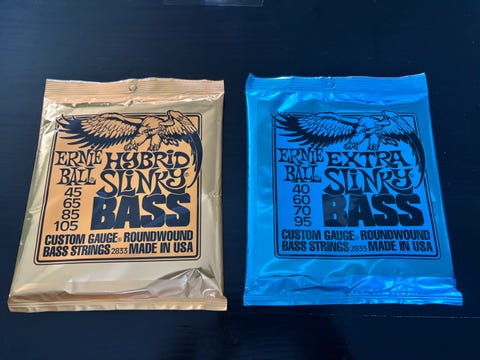 ERNIE BALL
HYBRID
SLINKY
BASS
45
65
85
105
CUSTOM GAUGE® ROUNDWOUND
BASS STRINGS 2833 MADE IN USA
ERNIE BALL
EXTRA
SLINKY
BASS
40
60
70
95
CUSTOM GAUGE® ROUNDWOUND
BASS STRINGS 2835 MADE IN USA